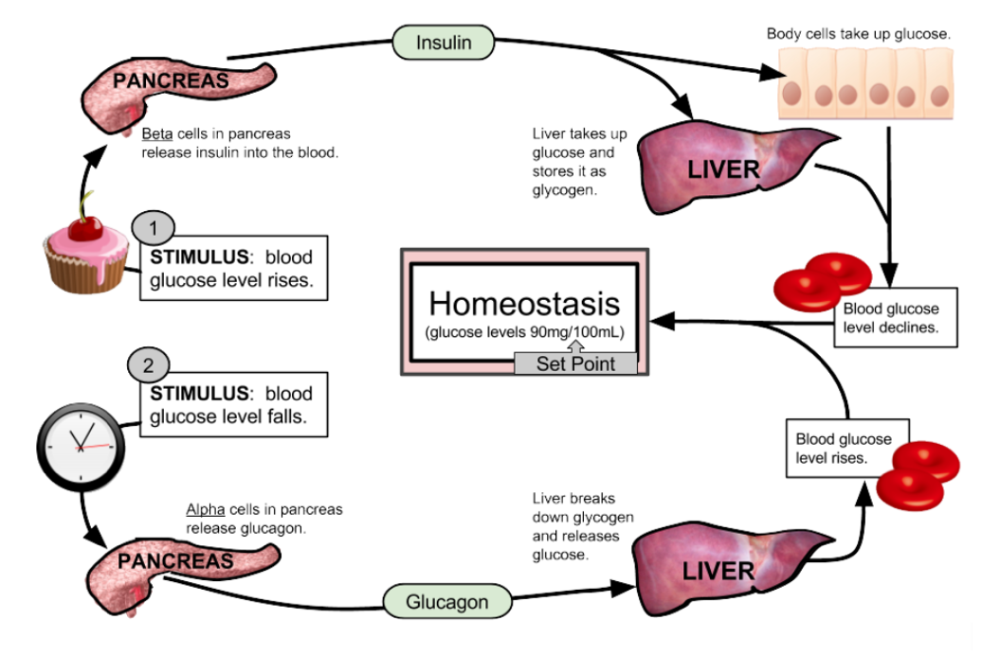 Insulin
Body cells take up glucose.
PANCREAS
Beta cells in pancreas
release insulin into the blood.
Liver takes up
glucose and
stores it as
glycogen.
LIVER
1
STIMULUS: blood
glucose level rises.
Homeostasis
(glucose levels 90mg/100mL)
Set Point
Blood glucose
level declines.
2
STIMULUS: blood
glucose level falls.
Blood glucose
level rises.
Alpha cells in pancreas
release glucagon.
PANCREAS
Liver breaks
down glycogen
and releases
glucose.
LIVER
Glucagon